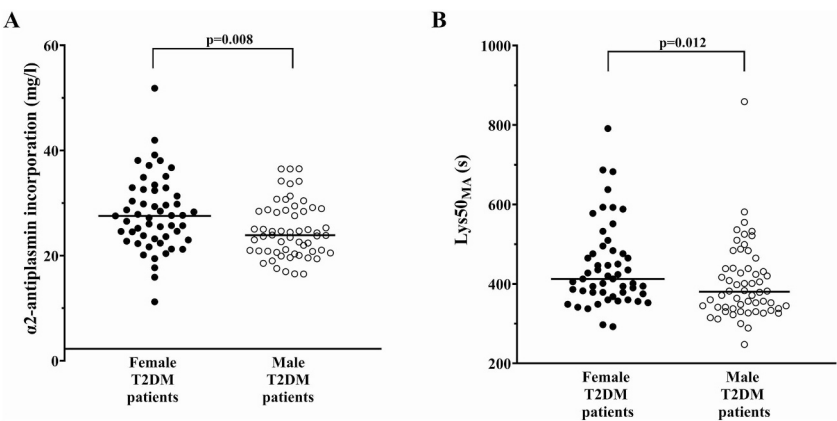 A
B
p=0.008
p=0.012
α2-antiplasmin incorporation (mg/l)
60
40
20
0
Female
T2DM
patients
Male
T2DM
patients
Lys50MA (s)
1000
800
600
400
200
Female
T2DM
patients
Male
T2DM
patients